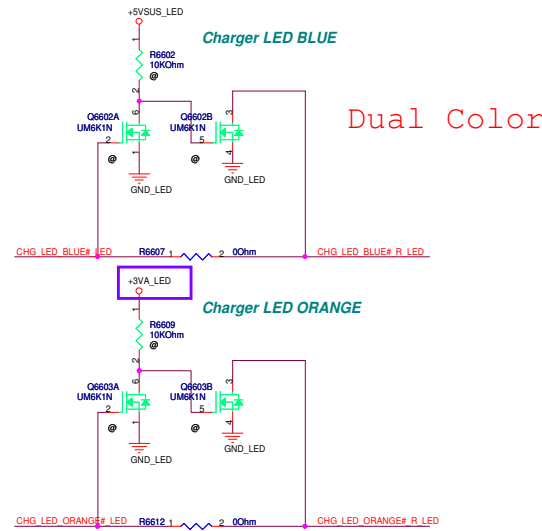 +5VSUS_LED
Charger LED BLUE
1
R6602
10KOhm
@
2
3
Dual Color
Q6602A
UM6K1N
6
Q6602B
UM6K1N
2
5
1
4
@
@
GND_LED
GND_LED
CHG_LED_BLUE#_LED
R6607 1
2 0Ohm
CHG_LED_BLUE#_R_LED
+3VA_LED
Charger LED ORANGE
1
R6609
10KOhm
@
2
3
Q6603A
UM6K1N
6
Q6603B
UM6K1N
2
5
1
4
@
@
GND_LED
GND_LED
CHG_LED_ORANGE#_LED
R6612 1
2 0Ohm
CHG_LED_ORANGE#_R_LED